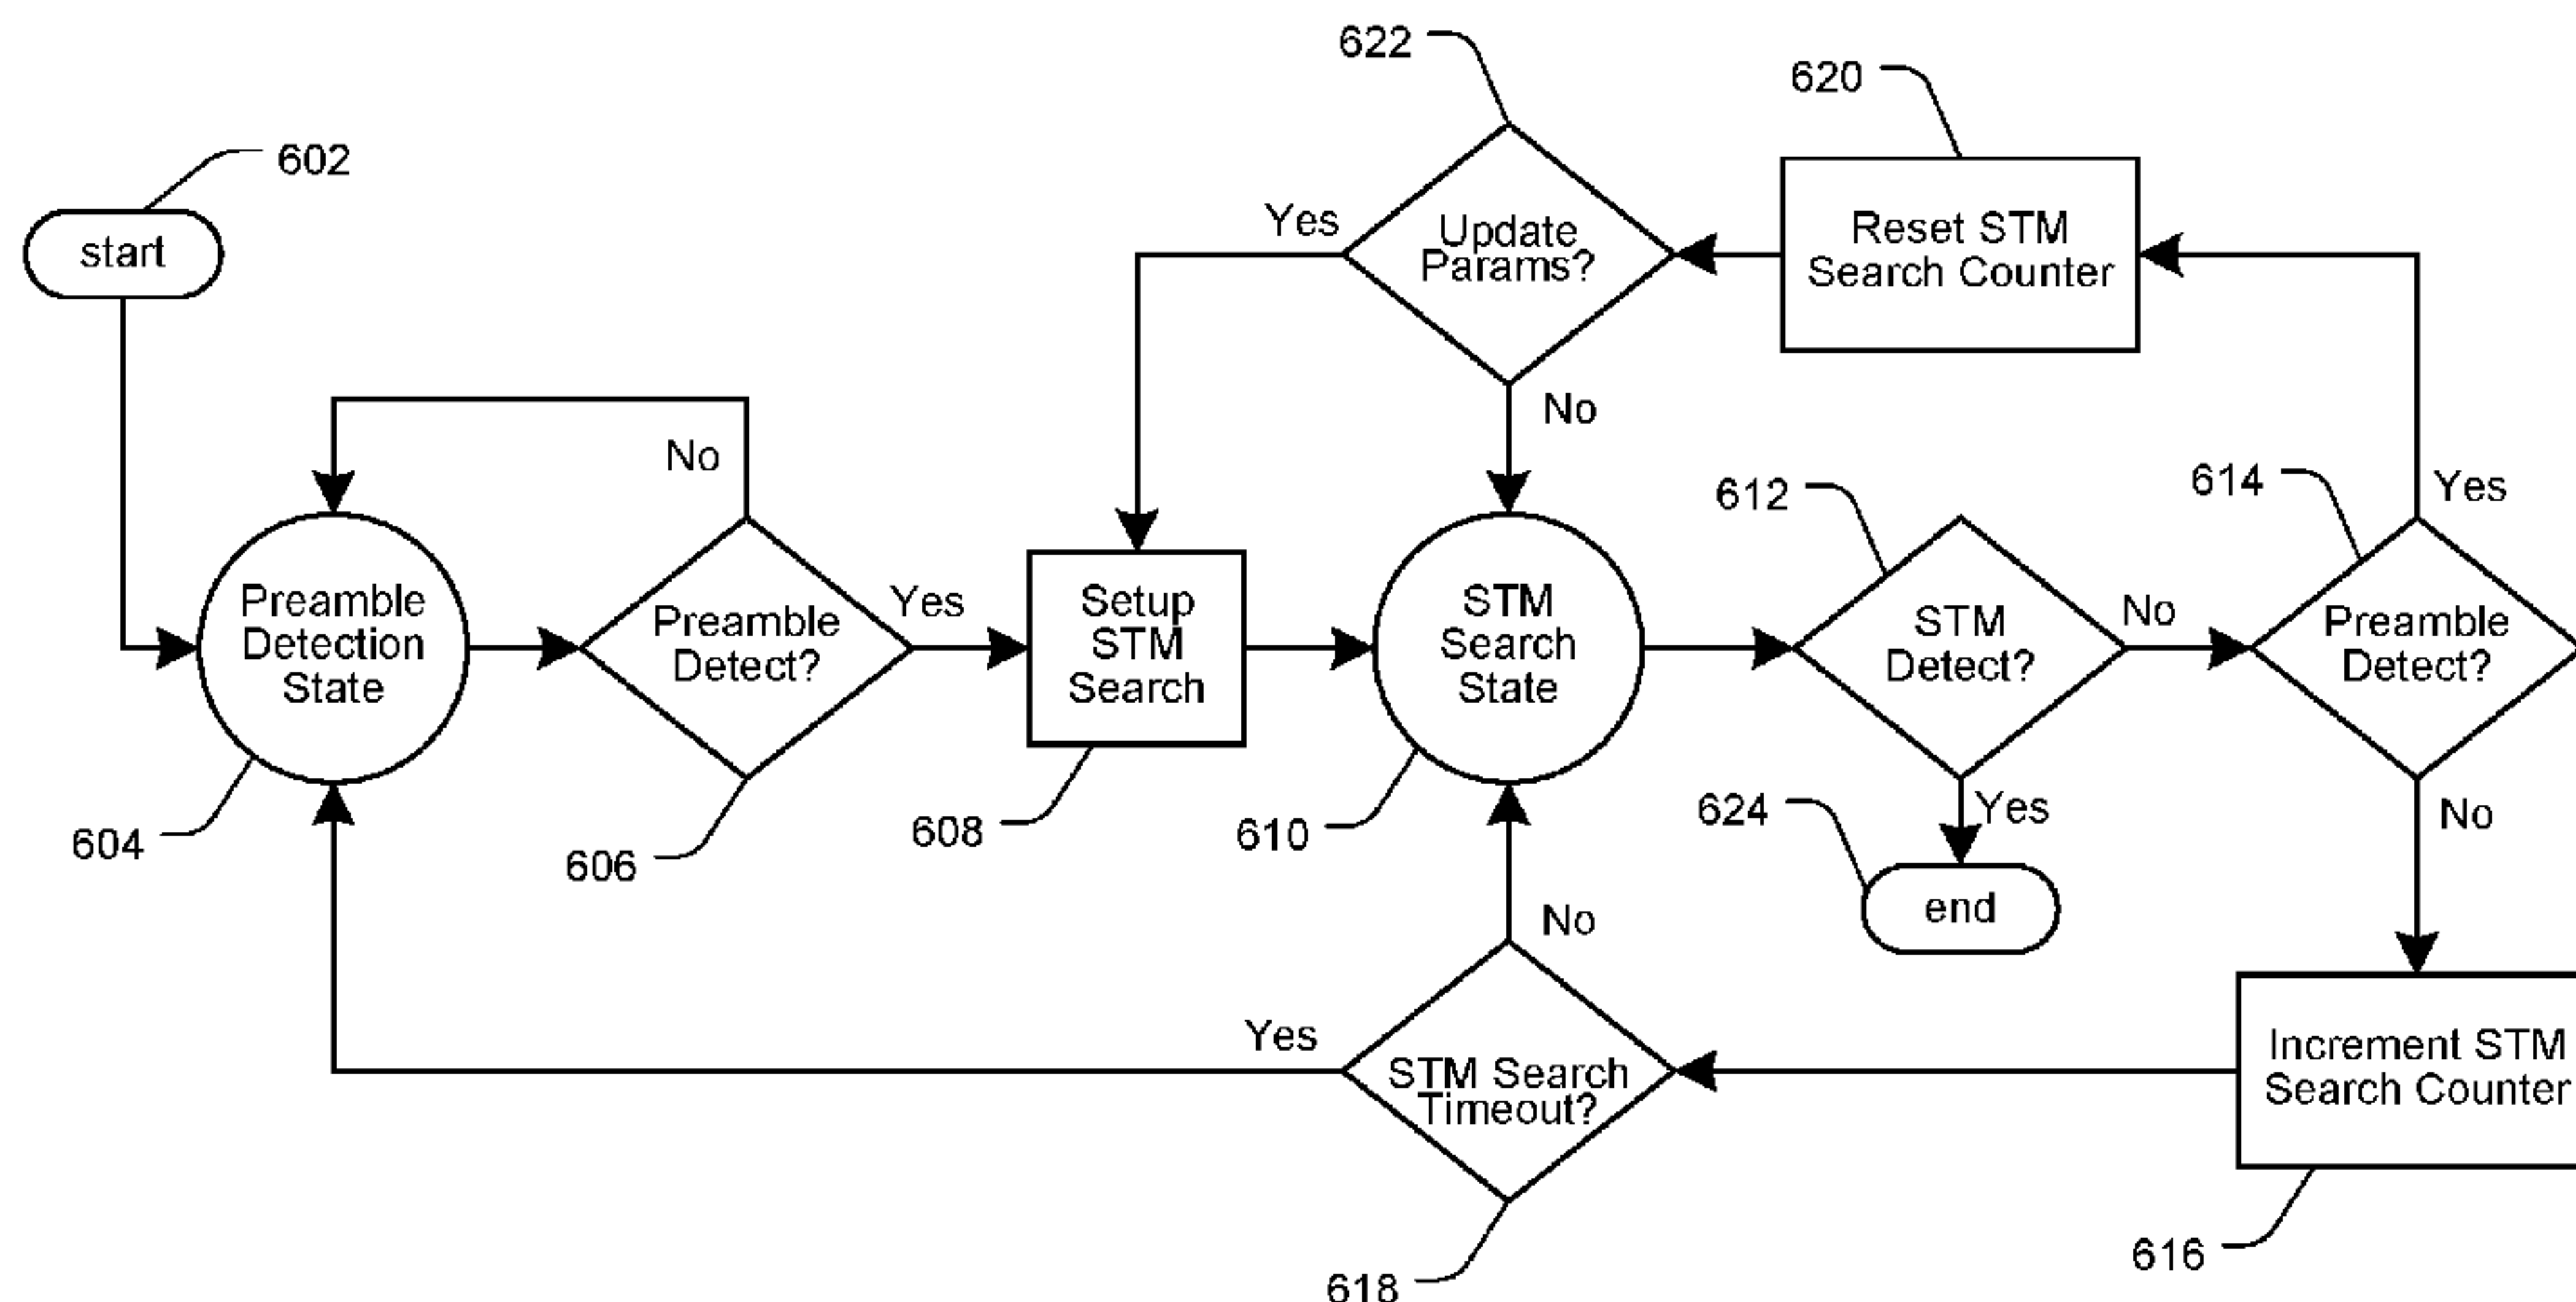 622
620
602
start
Yes
Update
Params?
Reset STM
Search Counter
No
No
612
614
Yes
Preamble
Detection
State
Preamble
Detect?
Yes
Setup
STM
Search
STM
Search
State
STM
Detect?
No
Preamble
Detect?
604
606
608
610
624
Yes
No
end
No
Yes
STM Search
Timeout?
Increment STM
Search Counter
616
618